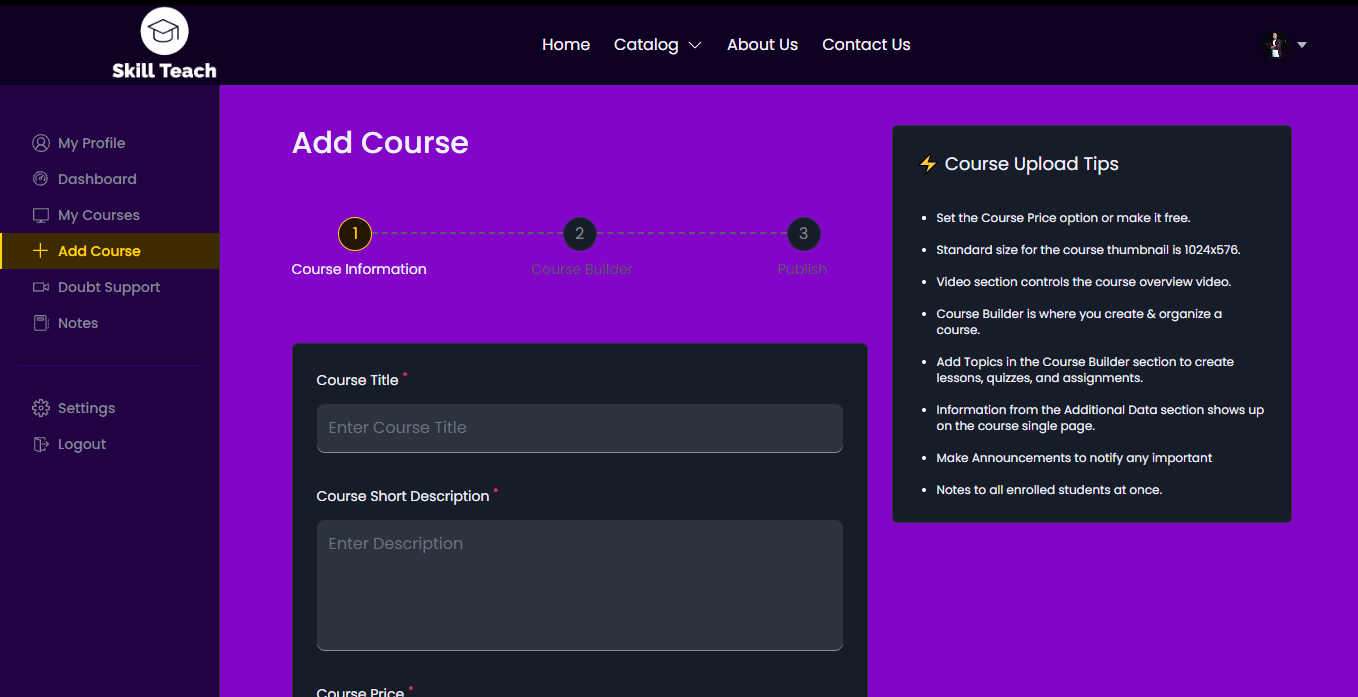 Skill Teach
Home
Catalog
About Us
Contact Us
My Profile
Dashboard
My Courses
Add Course
Doubt Support
Notes
Settings
Logout
Add Course
1
2
3
Course Information
Course Builder
Publish
Course Title *
Enter Course Title
Course Short Description *
Enter Description
Course Price *
⚡ Course Upload Tips
• Set the Course Price option or make it free.
• Standard size for the course thumbnail is 1024x576.
• Video section controls the course overview video.
• Course Builder is where you create & organize a
course.
• Add Topics in the Course Builder section to create
lessons, quizzes, and assignments.
• Information from the Additional Data section shows up
on the course single page.
• Make Announcements to notify any important
• Notes to all enrolled students at once.